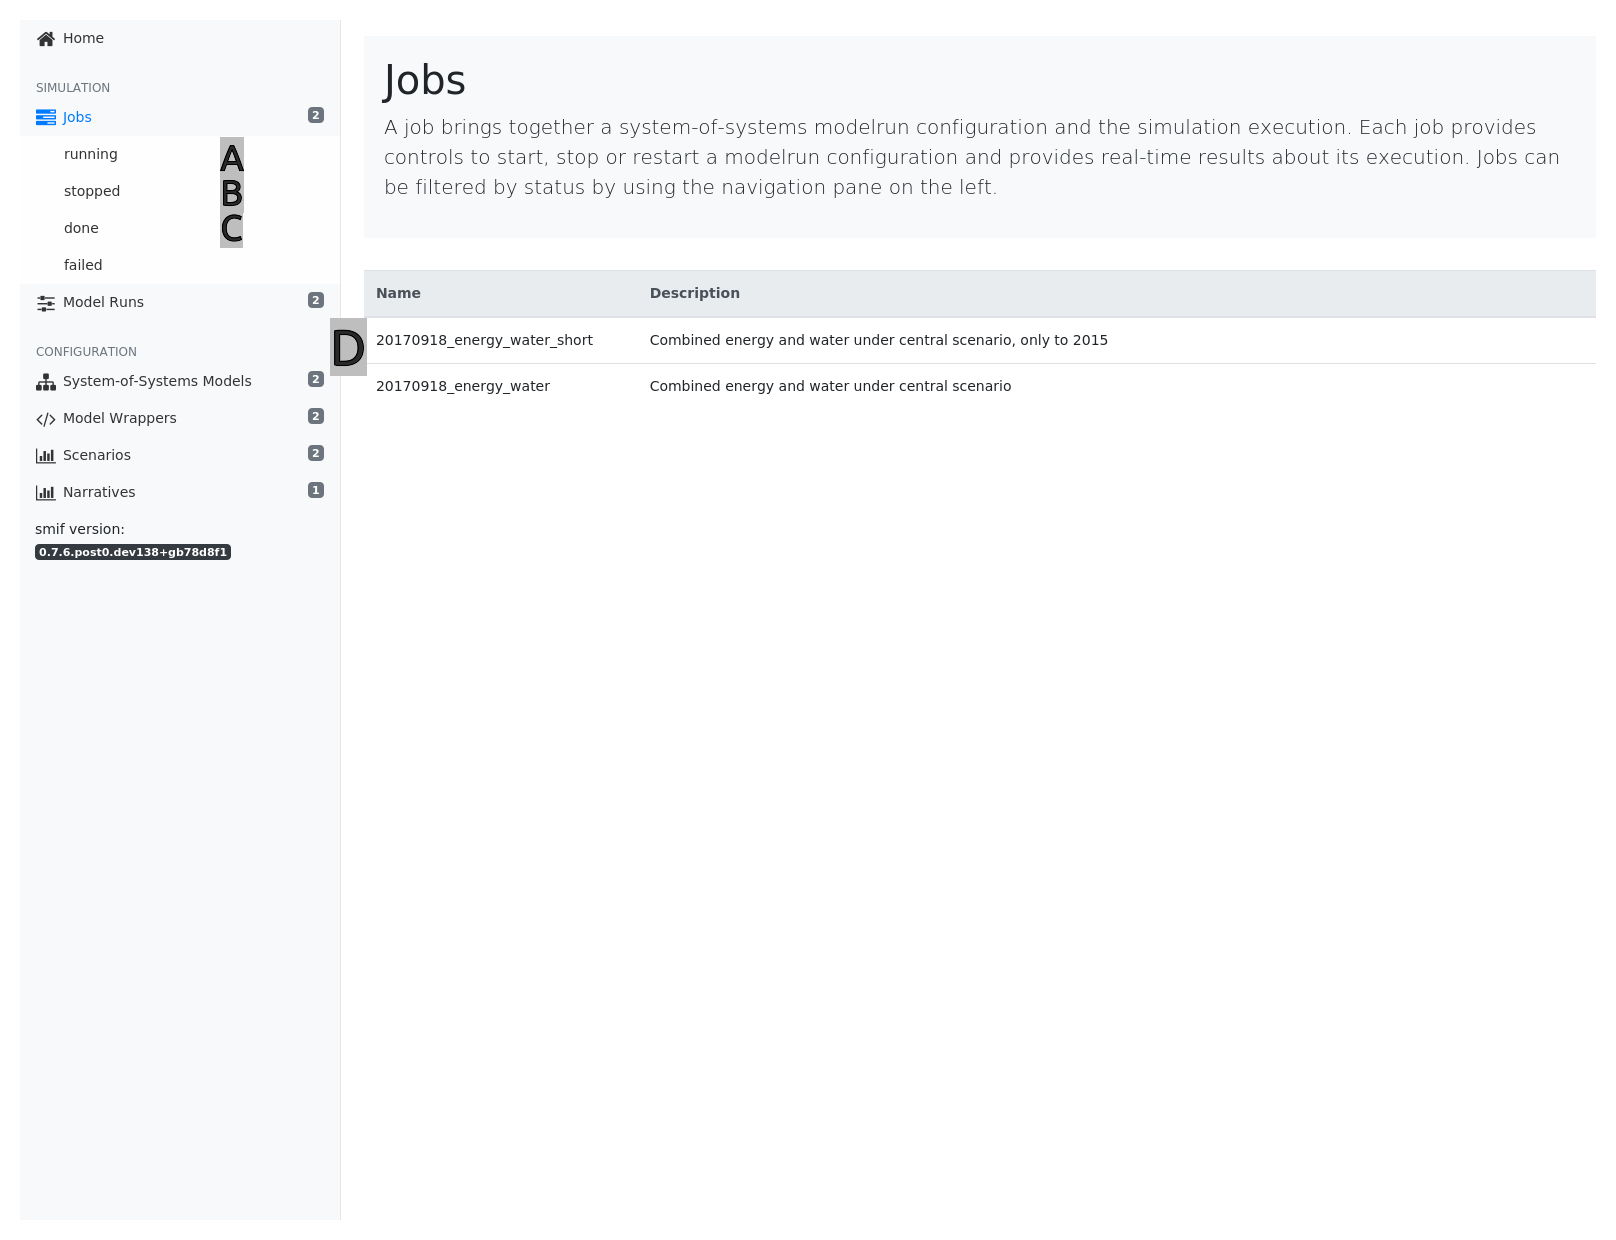 Home
SIMULATION
Jobs 2
running A
stopped B
done C
failed
Model Runs 2
CONFIGURATION
System-of-Systems Models 2
Model Wrappers 2
Scenarios 2
Narratives 1
smif version:
0.7.6.post0.dev138+gb78d8f1
Jobs
A job brings together a system-of-systems modelrun configuration and the simulation execution. Each job provides
controls to start, stop or restart a modelrun configuration and provides real-time results about its execution. Jobs can
be filtered by status by using the navigation pane on the left.
Name Description
D 20170918_energy_water_short Combined energy and water under central scenario, only to 2015
20170918_energy_water Combined energy and water under central scenario